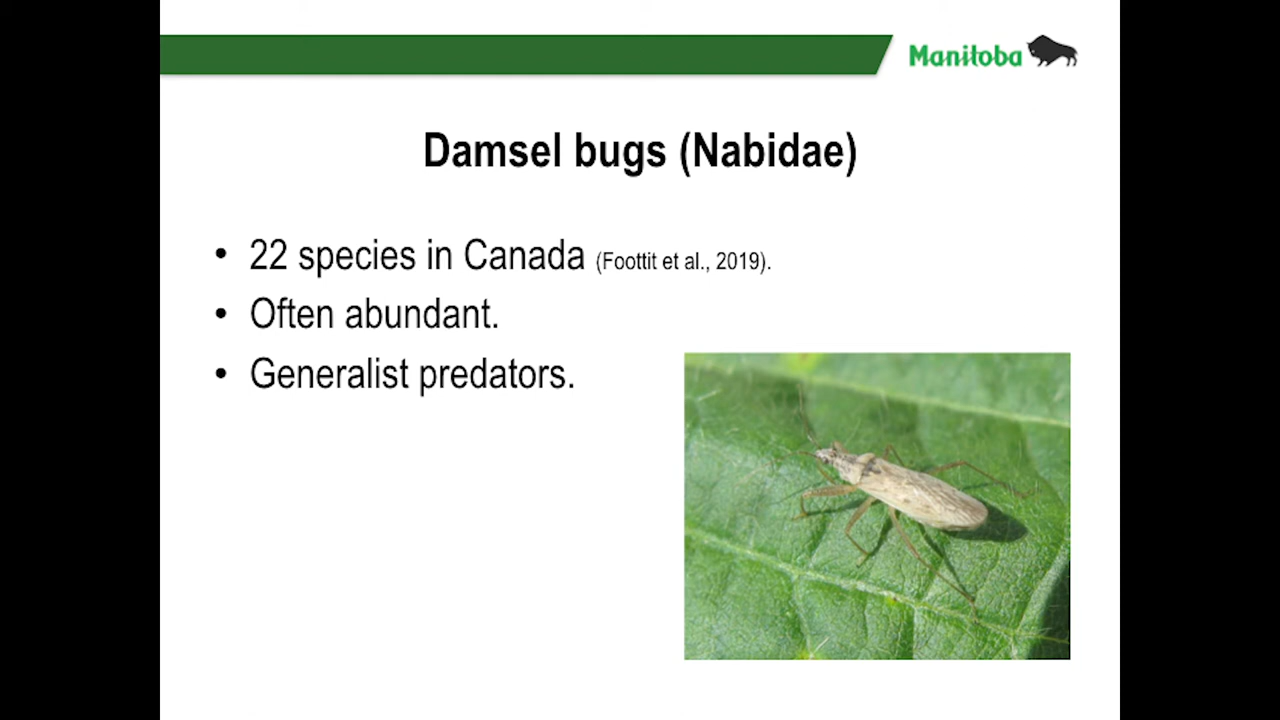 Manitoba
Damsel bugs (Nabidae)
• 22 species in Canada (Foottit et al., 2019).
• Often abundant.
• Generalist predators.